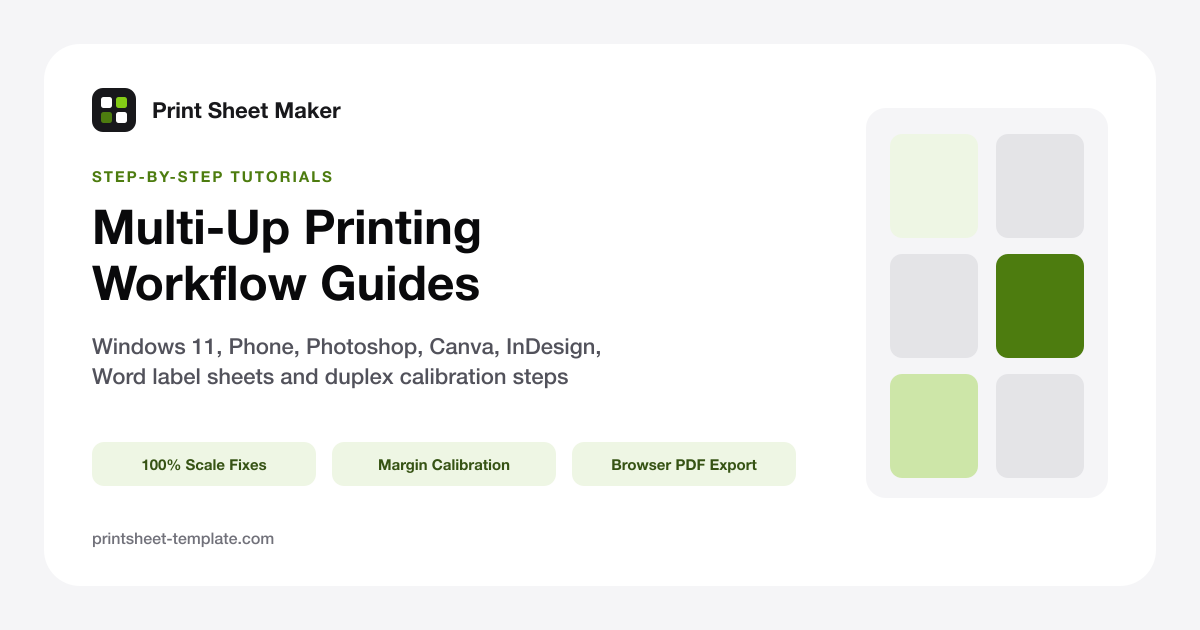 Print Sheet Maker
STEP-BY-STEP TUTORIALS
Multi-Up Printing
Workflow Guides
Windows 11, Phone, Photoshop, Canva, InDesign,
Word label sheets and duplex calibration steps
100% Scale Fixes
Margin Calibration
Browser PDF Export
printsheet-template.com